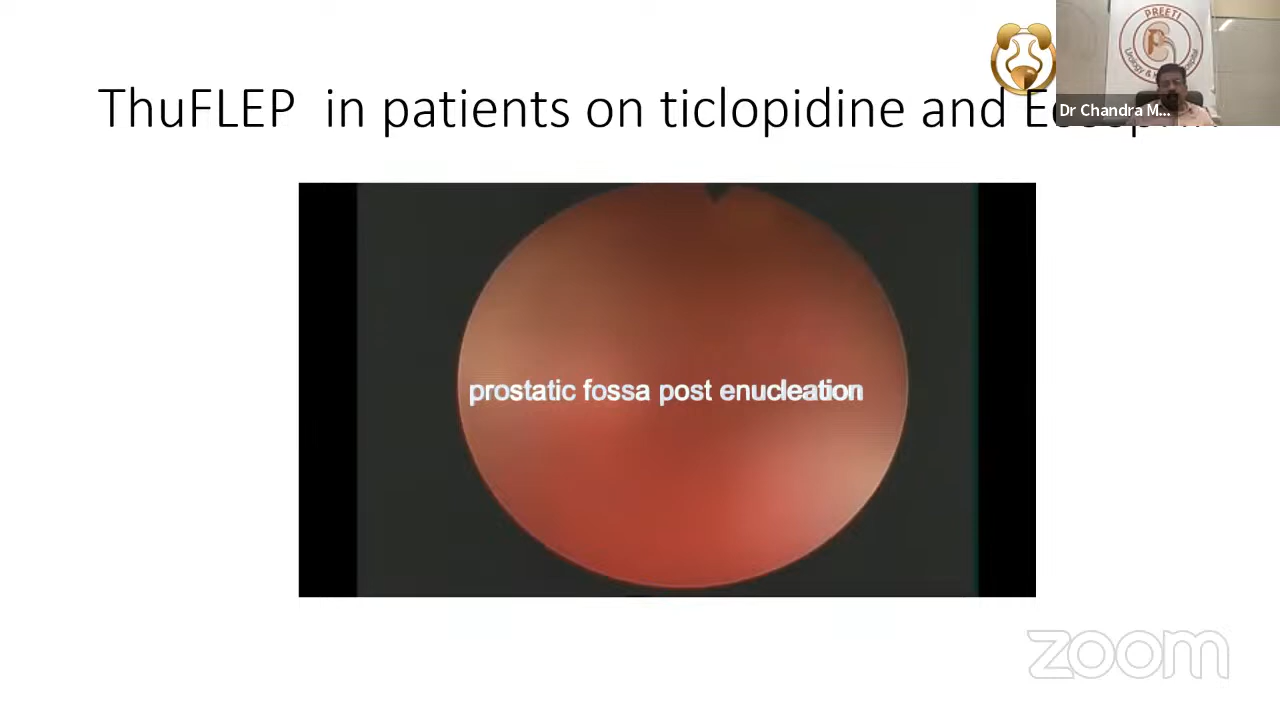 ThuFLEP in patients on ticlopidine and
PREETI
Dr Chandra M...
prostatic fossa post enucleation
zoom